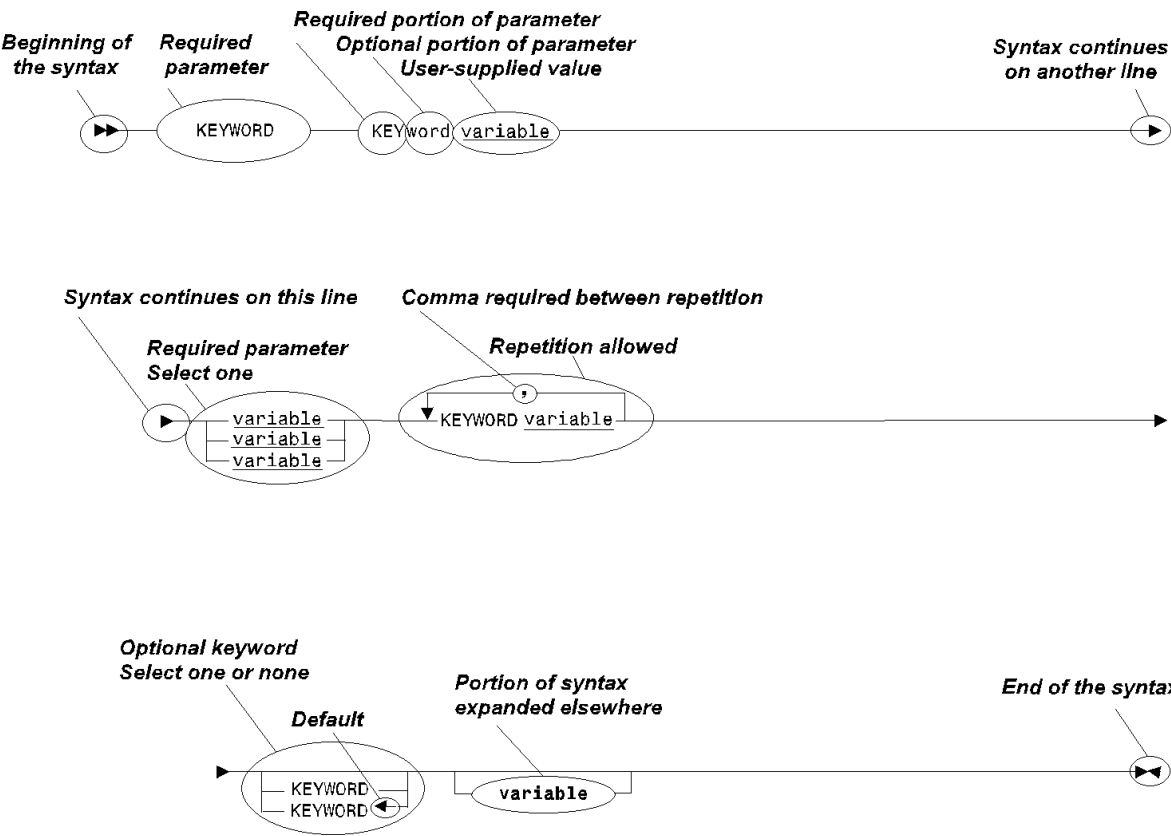 Required portion of parameter
Beginning of
the syntax
Required
parameter
Optional portion of parameter
User-supplied value
Syntax continues
on another line
KEYWORD
KEYword variable
Syntax continues on this line
Comma required between repetition
Required parameter
Select one
Repetition allowed
variable
variable
variable
,
KEYWORD variable
Optional keyword
Select one or none
Default
Portion of syntax
expanded elsewhere
End of the syntax
KEYWORD
KEYWORD
variable